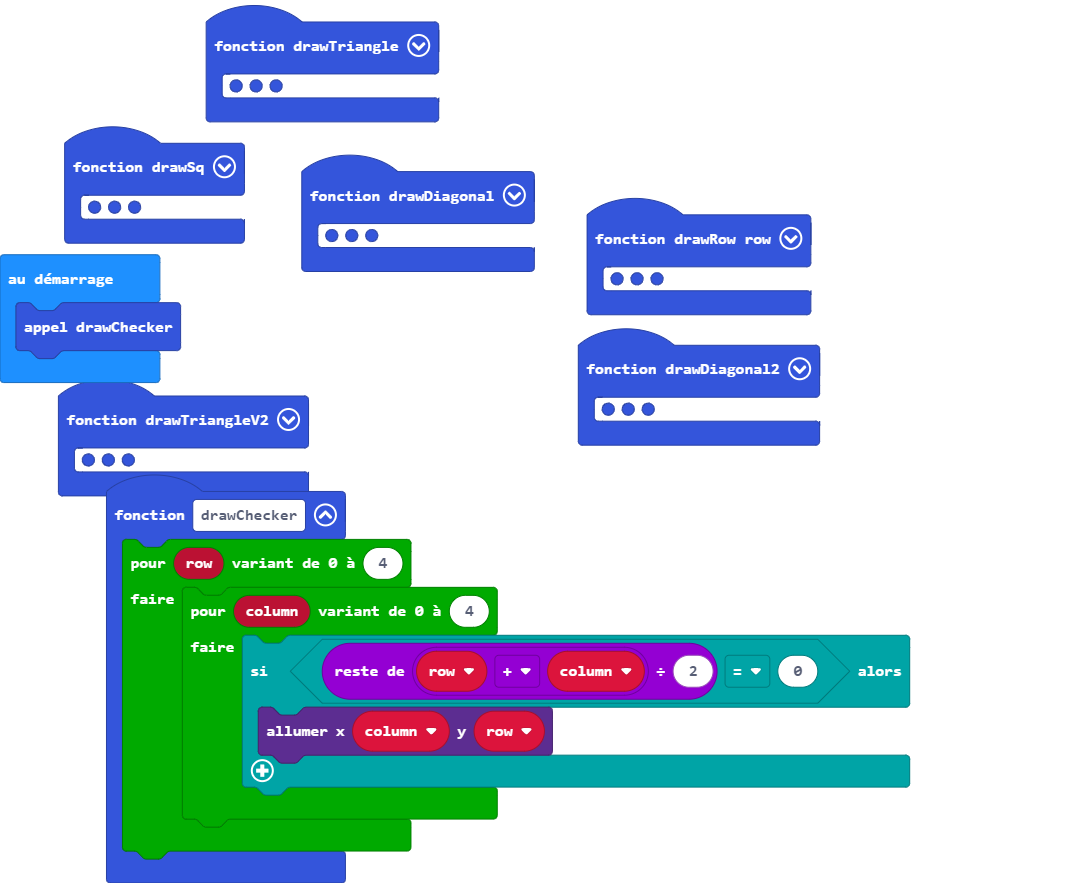 fonction drawTriangle
fonction drawSq
fonction drawDiagonal
fonction drawRow row
au démarrage
appel drawChecker
fonction drawDiagonal2
fonction drawTriangleV2
fonction drawChecker
pour row variant de 0 à 4
faire
pour column variant de 0 à 4
faire
si reste de row + column ÷ 2 = 0 alors
allumer x column y row